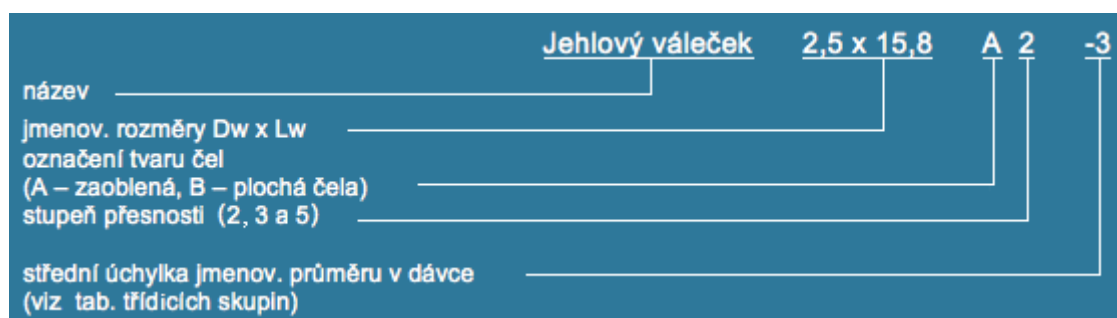 Jehlový váleček 2,5 x 15,8 A 2 -3
název
jmenov. rozměry Dw x Lw
označení tvaru čel
(A – zaoblená, B – plochá čela)
stupeň přesnosti (2, 3 a 5)
střední úchylka jmenov. průměru v dávce
(viz tab. třídicích skupin)